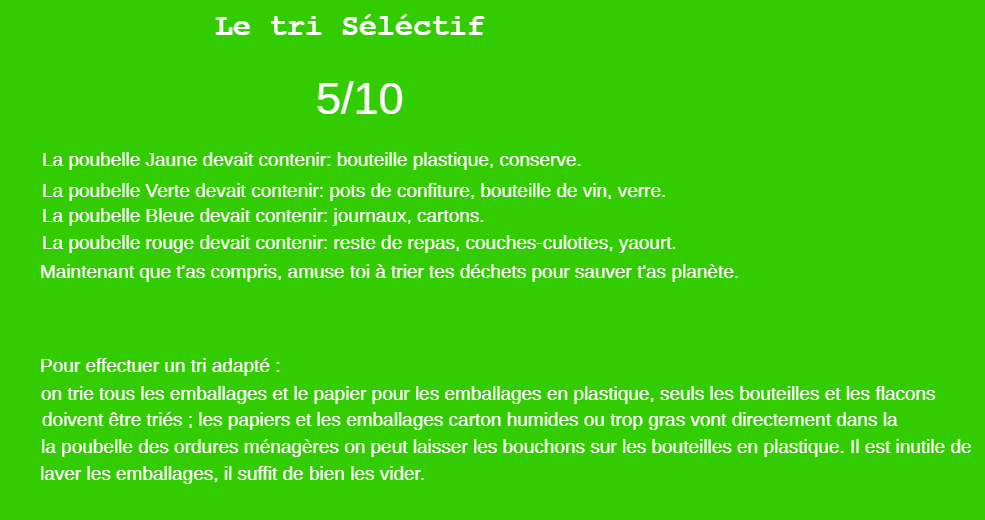 Le tri Séléctif
5/10
La poubelle Jaune devait contenir: bouteille plastique, conserve.
La poubelle Verte devait contenir: pots de confiture, bouteille de vin, verre.
La poubelle Bleue devait contenir: journaux, cartons.
La poubelle rouge devait contenir: reste de repas, couches-culottes, yaourt.
Maintenant que t'as compris, amuse toi à trier tes déchets pour sauver t'as planète.
Pour effectuer un tri adapté :
on trie tous les emballages et le papier pour les emballages en plastique, seuls les bouteilles et les flacons
doivent être triés ; les papiers et les emballages carton humides ou trop gras vont directement dans la
la poubelle des ordures ménagères on peut laisser les bouchons sur les bouteilles en plastique. Il est inutile de
laver les emballages, il suffit de bien les vider.